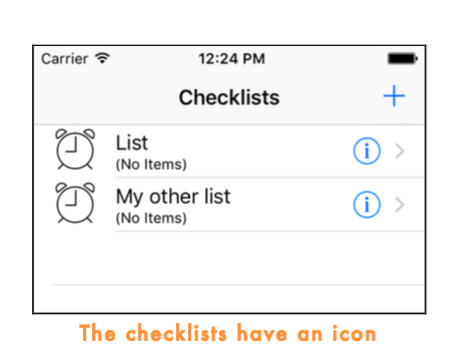 Carrier 12:24 PM
Checklists +
List
(No Items)
My other list
(No Items)
The checklists have an icon